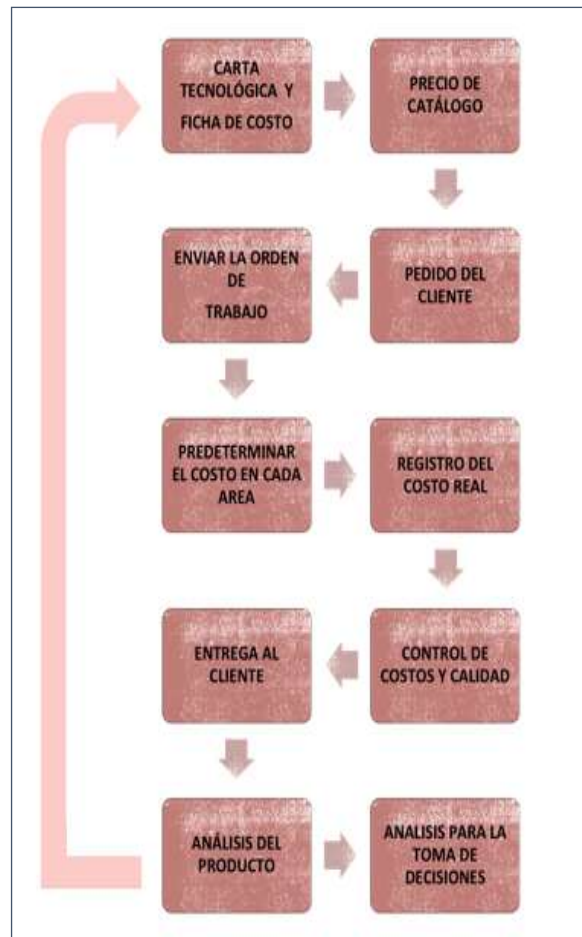 CARTA
TECNOLÓGICA Y
FICHA DE COSTO
PRECIO DE
CATÁLOGO
PEDIDO DEL
CLIENTE
ENVIAR LA ORDEN
DE
TRABAJO
PREDETERMINAR
EL COSTO EN CADA
AREA
REGISTRO DEL
COSTO REAL
CONTROL DE
COSTOS Y CALIDAD
ENTREGA AL
CLIENTE
ANÁLISIS DEL
PRODUCTO
ANALISIS PARA LA
TOMA DE
DECISIONES